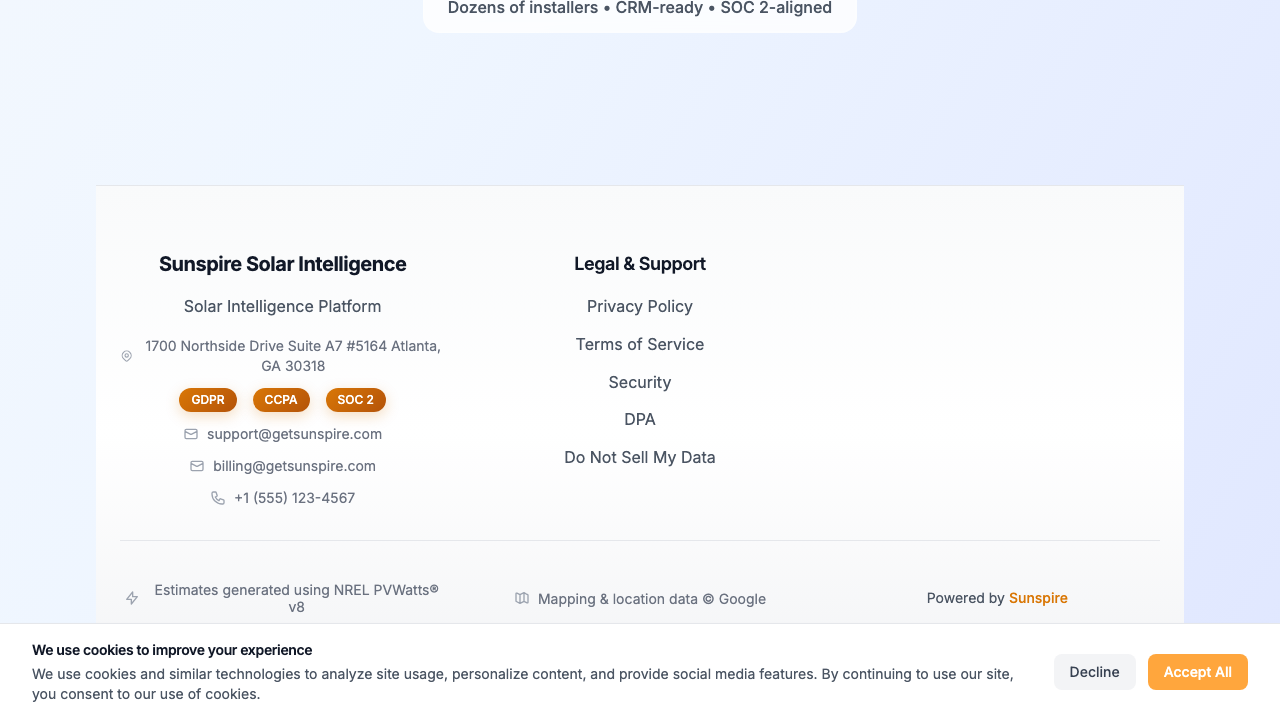 Dozens of installers • CRM-ready • SOC 2-aligned
Sunspire Solar Intelligence
Solar Intelligence Platform
1700 Northside Drive Suite A7 #5164 Atlanta,
GA 30318
GDPR CCPA SOC 2
support@getsunspire.com
billing@getsunspire.com
+1 (555) 123-4567
Legal & Support
Privacy Policy
Terms of Service
Security
DPA
Do Not Sell My Data
Estimates generated using NREL PVWatts®
v8
Mapping & location data © Google
Powered by Sunspire
We use cookies to improve your experience
We use cookies and similar technologies to analyze site usage, personalize content, and provide social media features. By continuing to use our site,
you consent to our use of cookies.
Decline
Accept All